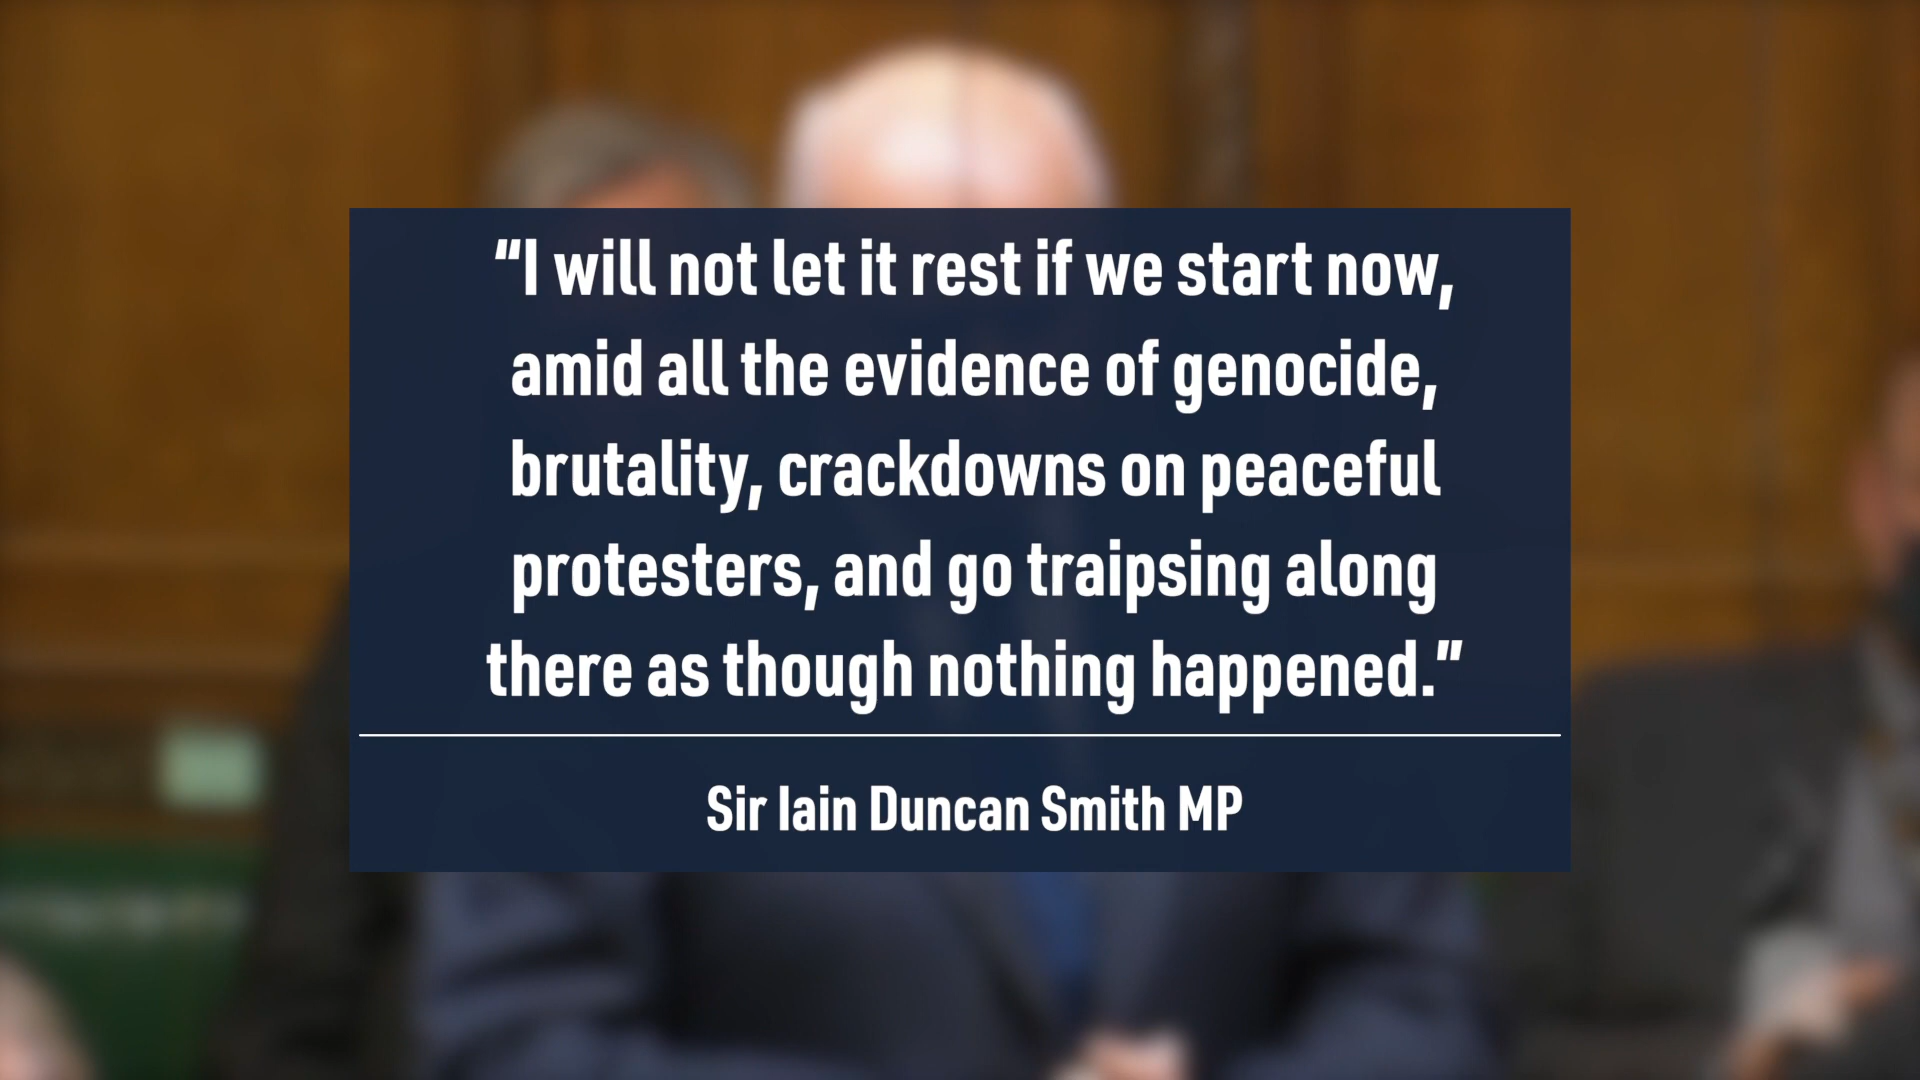 “I will not let it rest if we start now,
amid all the evidence of genocide,
brutality, crackdowns on peaceful
protesters, and go traipsing along
there as though nothing happened.”
Sir Iain Duncan Smith MP